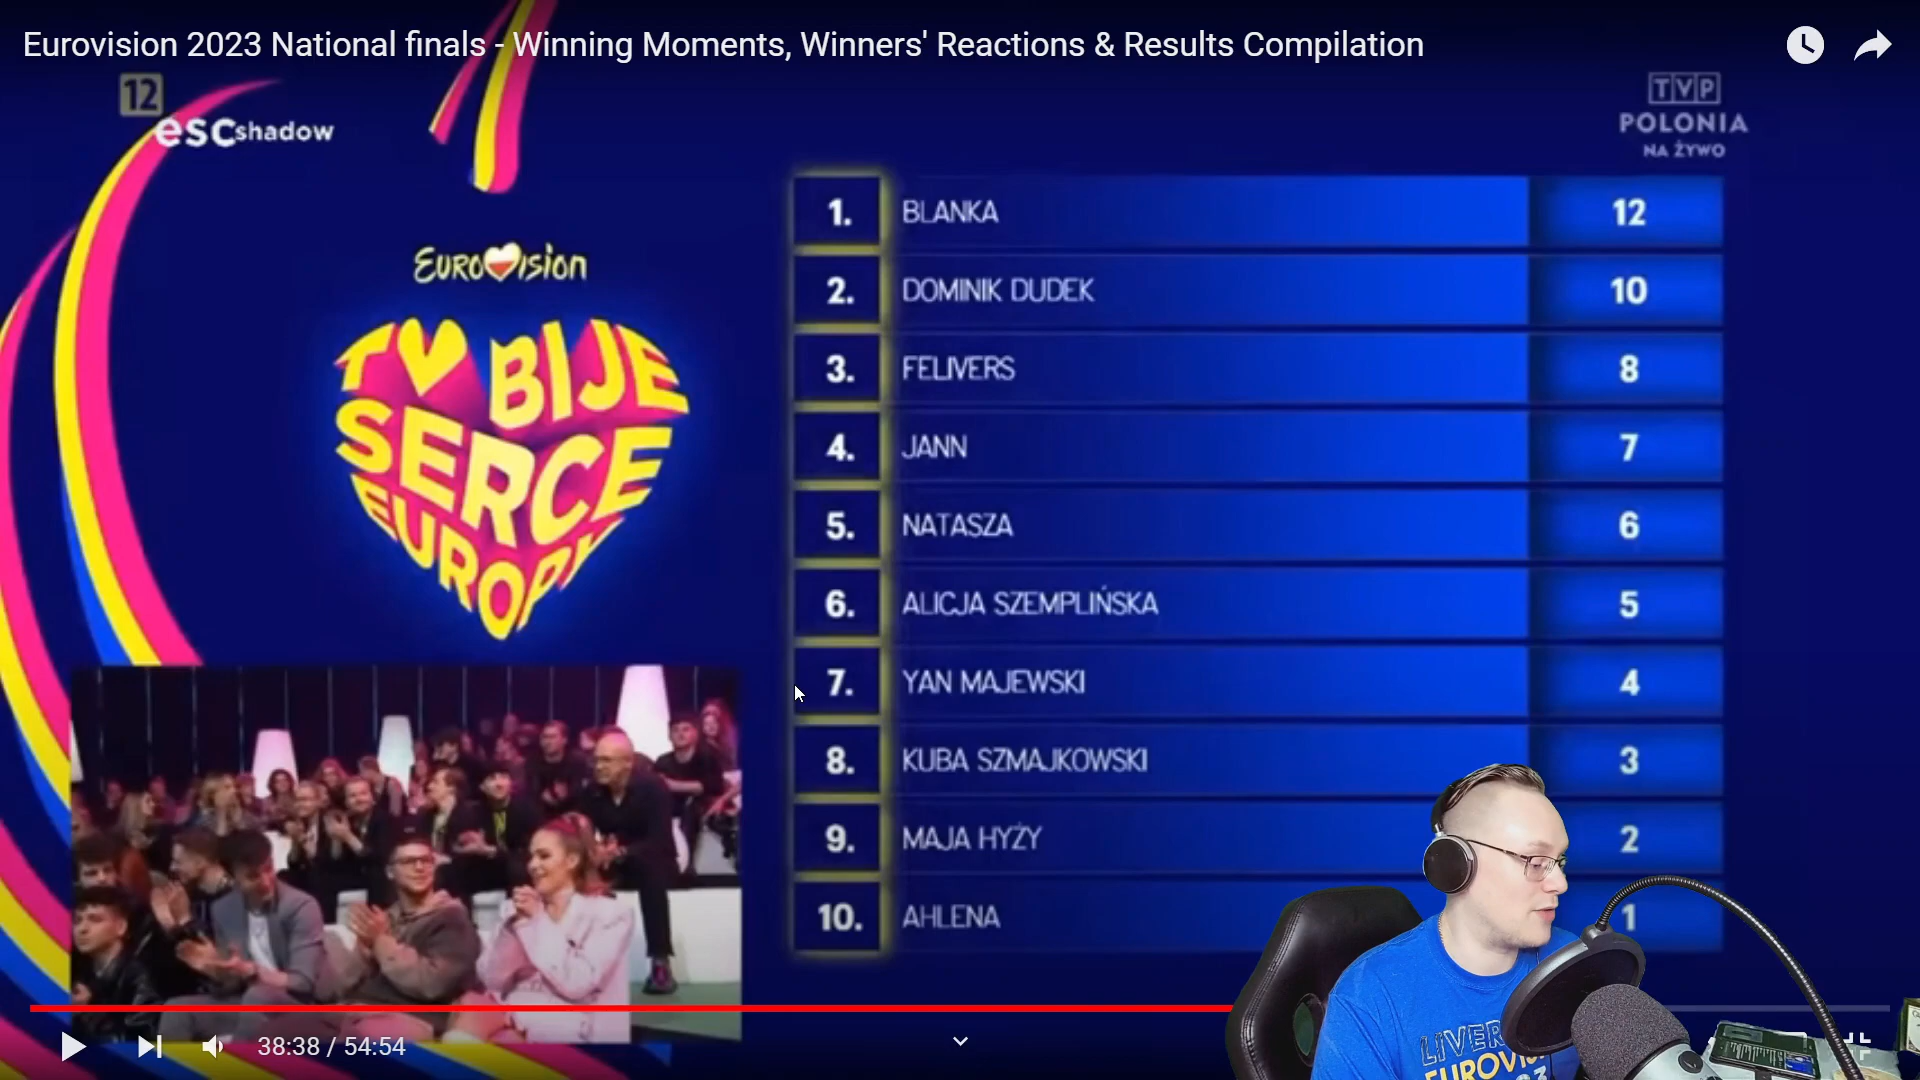 Eurovision 2023 National finals - Winning Moments, Winners' Reactions & Results Compilation
12
escshadow
TVP
POLONIA
NA ŻYWO
EUROVISION
TU BIJE
SERCE
EUROPY
1. BLANKA 12
2. DOMINIK DUDEK 10
3. FELIVERS 8
4. JANN 7
5. NATASZA 6
6. ALICJA SZEMPLIŃSKA 5
7. YAN MAJEWSKI 4
8. KUBA SZMAJKOWSKI 3
9. MAJA HYŻY 2
10. AHLENA 1
38:38 / 54:54